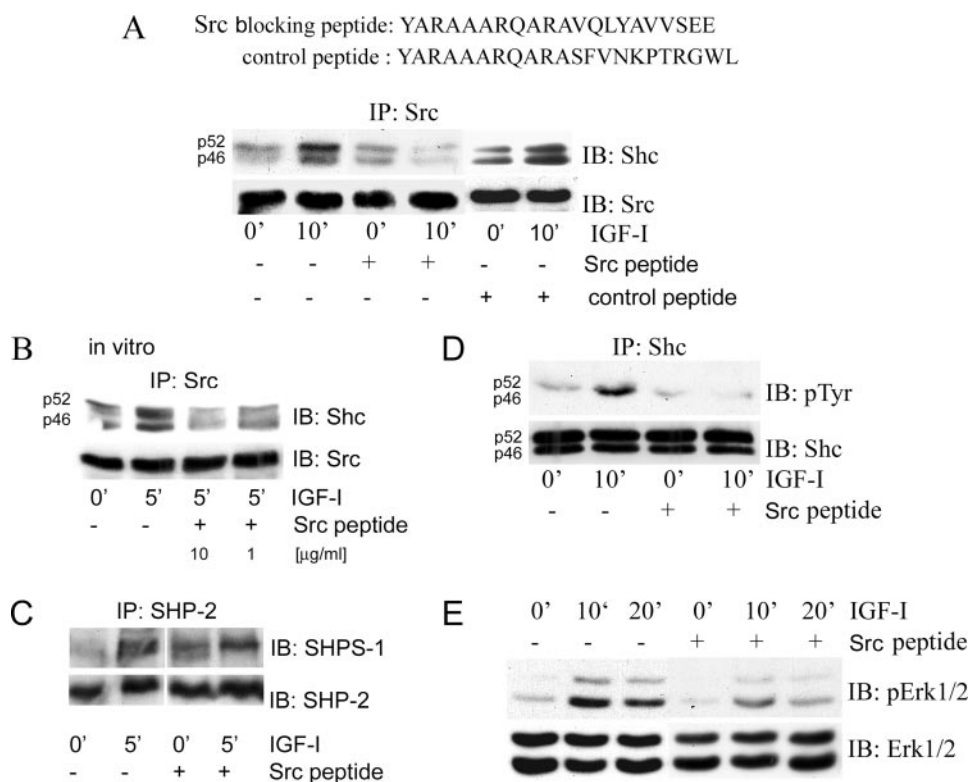 A
Src blocking peptide: YARAAARQARAVQLYAVVSEE
control peptide : YARAAARQARASFVNKPTRGWL
IP: Src
p52
p46
IB: Shc
IB: Src
0' 10' 0' 10' 0' 10' IGF-I
- - + + - - Src peptide
- - - - + + control peptide
B in vitro
IP: Src
p52
p46
IB: Shc
IB: Src
0' 5' 5' 5' IGF-I
- - + + Src peptide
10 1 [µg/ml]
C
IP: SHP-2
IB: SHPS-1
IB: SHP-2
0' 5' 0' 5' IGF-I
- - + + Src peptide
D
IP: Shc
p52
p46
IB: pTyr
p52
p46
IB: Shc
0' 10' 0' 10' IGF-I
- - + + Src peptide
E
0' 10' 20' 0' 10' 20' IGF-I
- - - + + + Src peptide
IB: pErk1/2
IB: Erk1/2